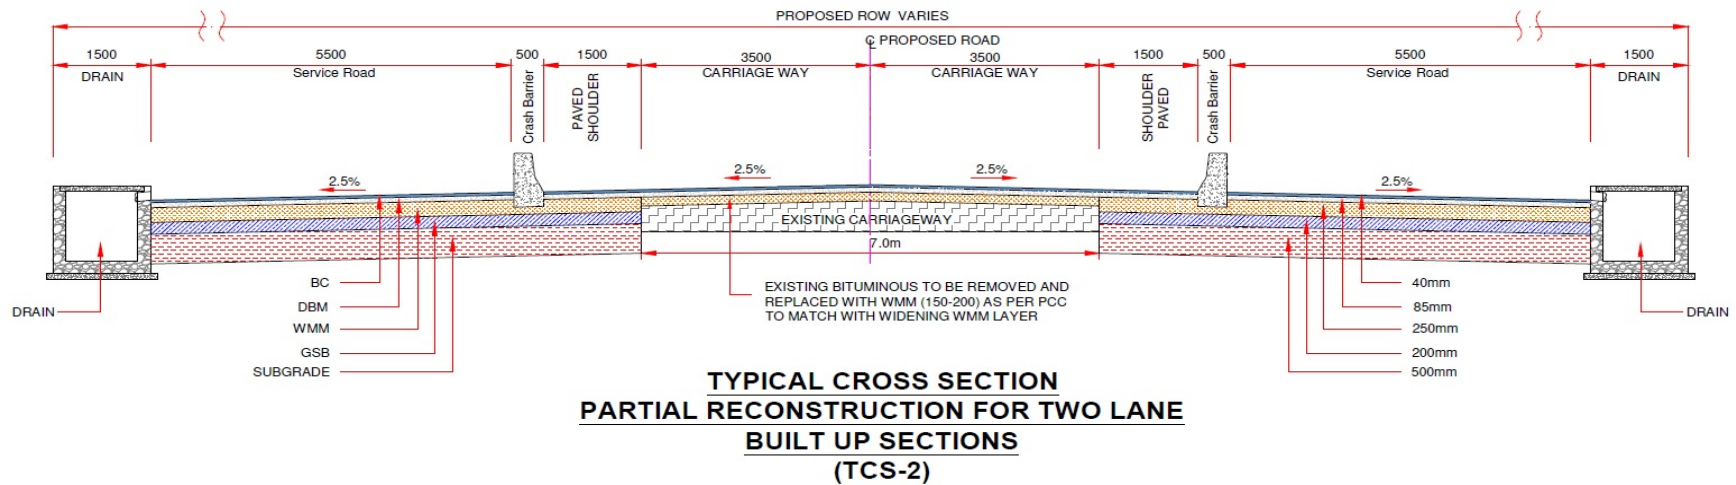 PROPOSED ROW VARIES
℄ PROPOSED ROAD
1500 5500 500 1500 3500 3500 1500 500 5500 1500
DRAIN Service Road Crash Barrier PAVED SHOULDER CARRIAGE WAY CARRIAGE WAY SHOULDER PAVED Crash Barrier Service Road DRAIN
2.5% 2.5% 2.5% 2.5%
EXISTING CARRIAGEWAY
7.0m
BC
DBM
WMM
GSB
SUBGRADE
DRAIN
EXISTING BITUMINOUS TO BE REMOVED AND
REPLACED WITH WMM (150-200) AS PER PCC
TO MATCH WITH WIDENING WMM LAYER
40mm
85mm
250mm
200mm
500mm
DRAIN
TYPICAL CROSS SECTION
PARTIAL RECONSTRUCTION FOR TWO LANE
BUILT UP SECTIONS
(TCS-2)